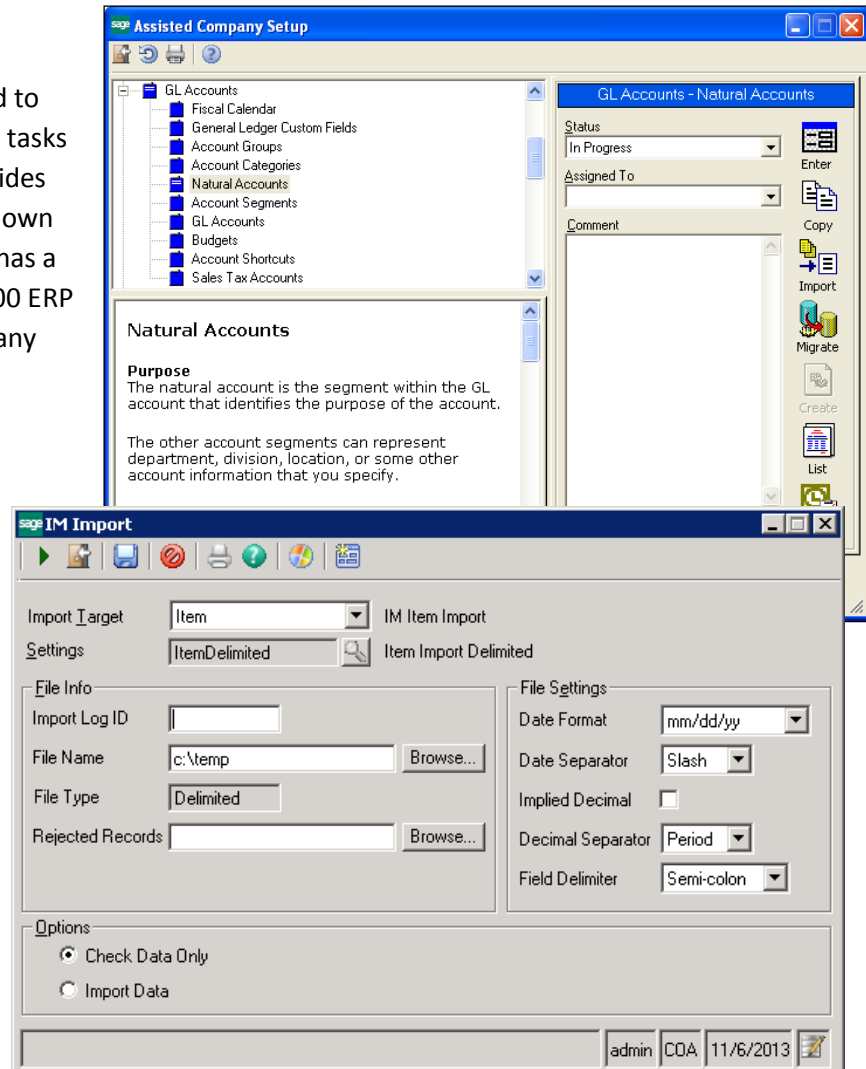 d to
tasks
ides
own
has a
00 ERP
any
sage Assisted Company Setup
GL Accounts
Fiscal Calendar
General Ledger Custom Fields
Account Groups
Account Categories
Natural Accounts
Account Segments
GL Accounts
Budgets
Account Shortcuts
Sales Tax Accounts
Natural Accounts
Purpose
The natural account is the segment within the GL
account that identifies the purpose of the account.
The other account segments can represent
department, division, location, or some other
account information that you specify.
GL Accounts - Natural Accounts
Status
In Progress
Assigned To
Comment
Enter
Copy
Import
Migrate
Create
List
sage IM Import
Import Target Item IM Item Import
Settings ItemDelimited Item Import Delimited
File Info
Import Log ID
File Name c:\temp Browse...
File Type Delimited
Rejected Records Browse...
File Settings
Date Format mm/dd/yy
Date Separator Slash
Implied Decimal
Decimal Separator Period
Field Delimiter Semi-colon
Options
Check Data Only
Import Data
admin COA 11/6/2013